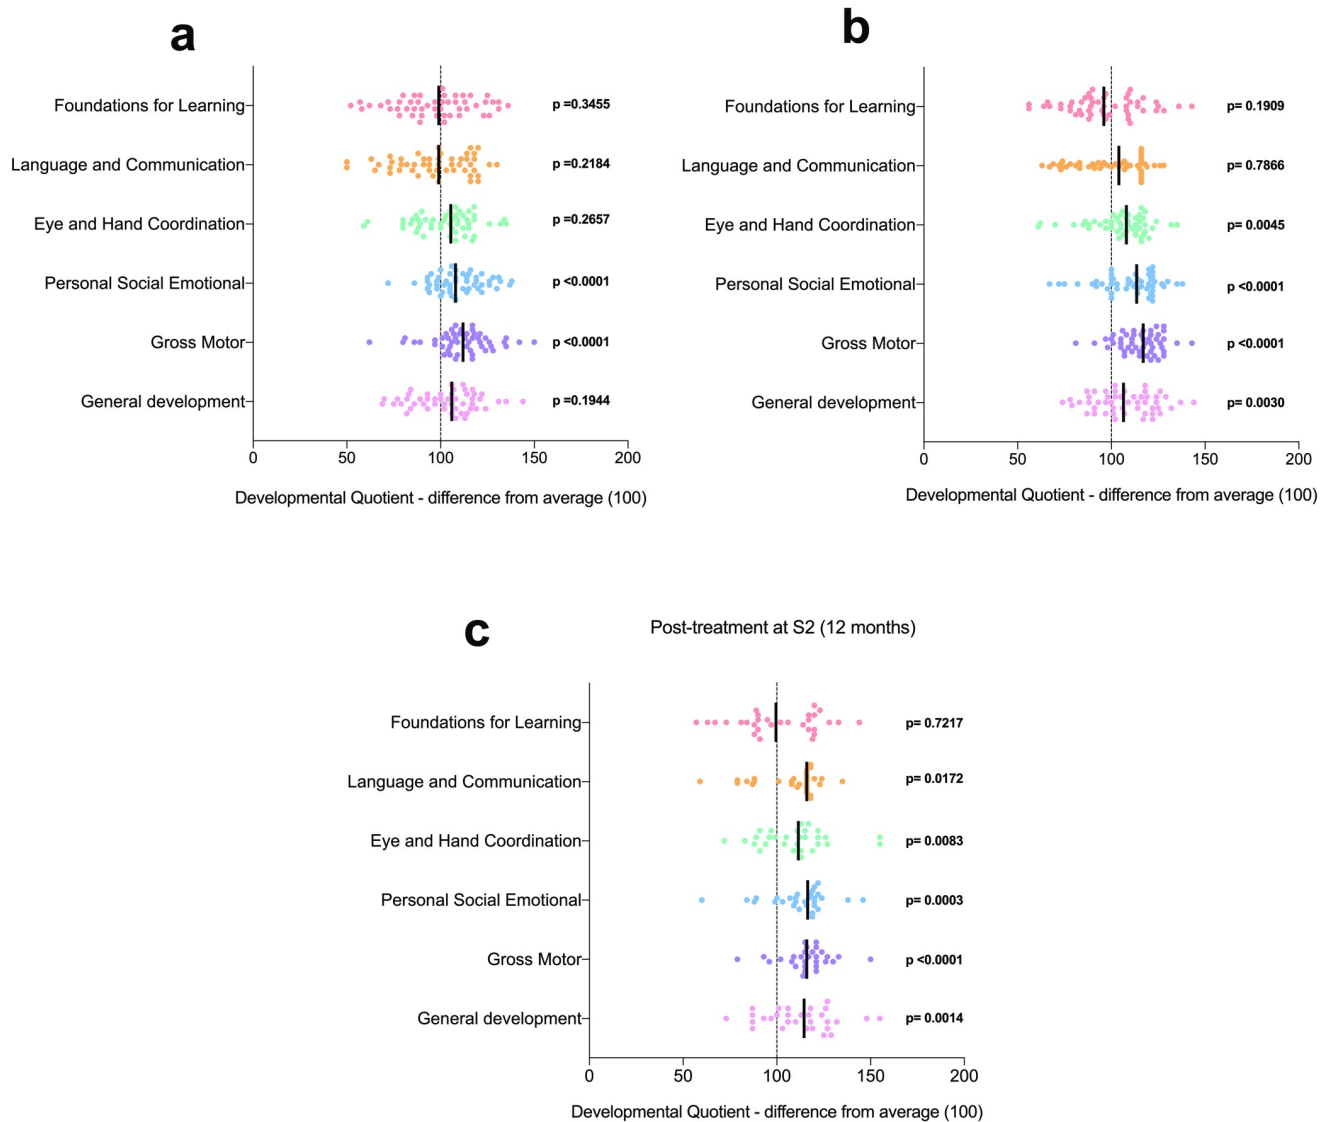 a
Foundations for Learning
p =0.3455
Language and Communication
p =0.2184
Eye and Hand Coordination
p =0.2657
Personal Social Emotional
p <0.0001
Gross Motor
p <0.0001
General development
p =0.1944
0 50 100 150 200
Developmental Quotient - difference from average (100)
b
Foundations for Learning
p= 0.1909
Language and Communication
p= 0.7866
Eye and Hand Coordination
p= 0.0045
Personal Social Emotional
p <0.0001
Gross Motor
p <0.0001
General development
p= 0.0030
0 50 100 150 200
Developmental Quotient - difference from average (100)
c
Post-treatment at S2 (12 months)
Foundations for Learning
p= 0.7217
Language and Communication
p= 0.0172
Eye and Hand Coordination
p= 0.0083
Personal Social Emotional
p= 0.0003
Gross Motor
p <0.0001
General development
p= 0.0014
0 50 100 150 200
Developmental Quotient - difference from average (100)